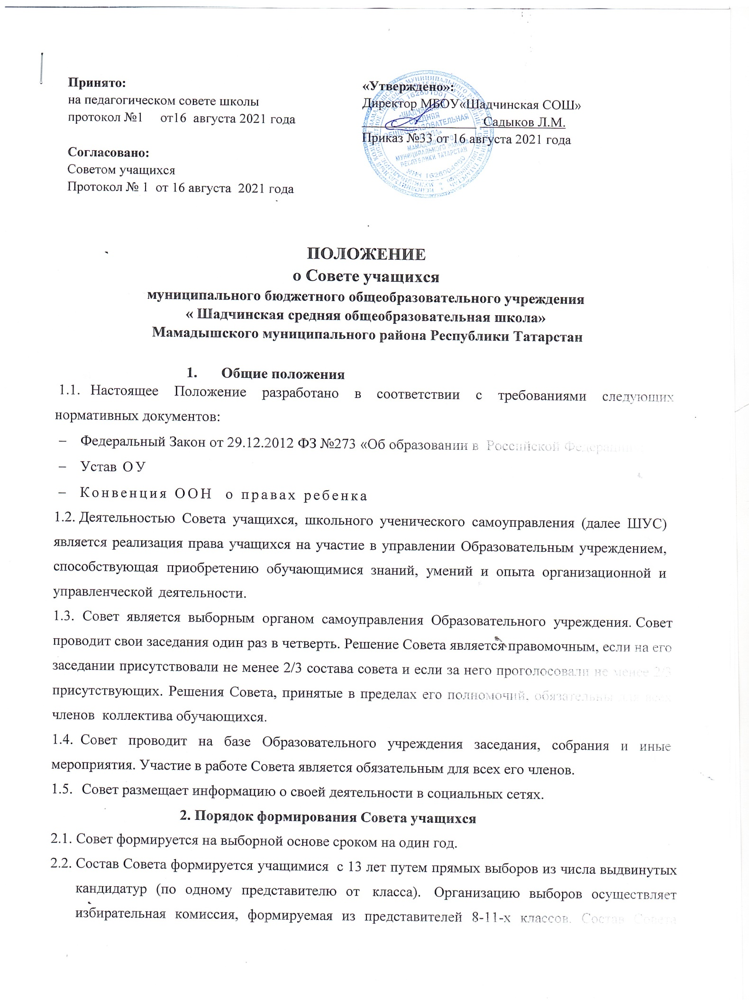 Принято:
на педагогическом совете школы
протокол №1 от16 августа 2021 года
Согласовано:
Советом учащихся
Протокол № 1 от 16 августа 2021 года
«Утверждено»:
Директор МБОУ«Шадчинская СОШ»
Садыков Л.М.
Приказ №33 от 16 августа 2021 года
«ШАДЧИНСКАЯ
СРЕДНЯЯ
ОБЩЕОБРАЗОВАТЕЛЬНАЯ
ШКОЛА»
МАМАДЫШСКОГО
МУНИЦИПАЛЬНОГО РАЙОНА
РЕСПУБЛИКИ ТАТАРСТАН
ПОЛОЖЕНИЕ
о Совете учащихся
муниципального бюджетного общеобразовательного учреждения
« Шадчинская средняя общеобразовательная школа»
Мамадышского муниципального района Республики Татарстан
1. Общие положения
1.1. Настоящее Положение разработано в соответствии с требованиями следующих
нормативных документов:
– Федеральный Закон от 29.12.2012 ФЗ №273 «Об образовании в Российской Федерации
– Устав ОУ
– Конвенция ООН о правах ребенка
1.2. Деятельностью Совета учащихся, школьного ученического самоуправления (далее ШУС)
является реализация права учащихся на участие в управлении Образовательным учреждением,
способствующая приобретению обучающимися знаний, умений и опыта организационной и
управленческой деятельности.
1.3. Совет является выборным органом самоуправления Образовательного учреждения. Совет
проводит свои заседания один раз в четверть. Решение Совета является правомочным, если на его
заседании присутствовали не менее 2/3 состава совета и если за него проголосовали не менее 2/3
присутствующих. Решения Совета, принятые в пределах его полномочий, обязательны для всех
членов коллектива обучающихся.
1.4. Совет проводит на базе Образовательного учреждения заседания, собрания и иные
мероприятия. Участие в работе Совета является обязательным для всех его членов.
1.5. Совет размещает информацию о своей деятельности в социальных сетях.
2. Порядок формирования Совета учащихся
2.1. Совет формируется на выборной основе сроком на один год.
2.2. Состав Совета формируется учащимися с 13 лет путем прямых выборов из числа выдвинутых
кандидатур (по одному представителю от класса). Организацию выборов осуществляет
избирательная комиссия, формируемая из представителей 8-11-х классов. Состав Совета